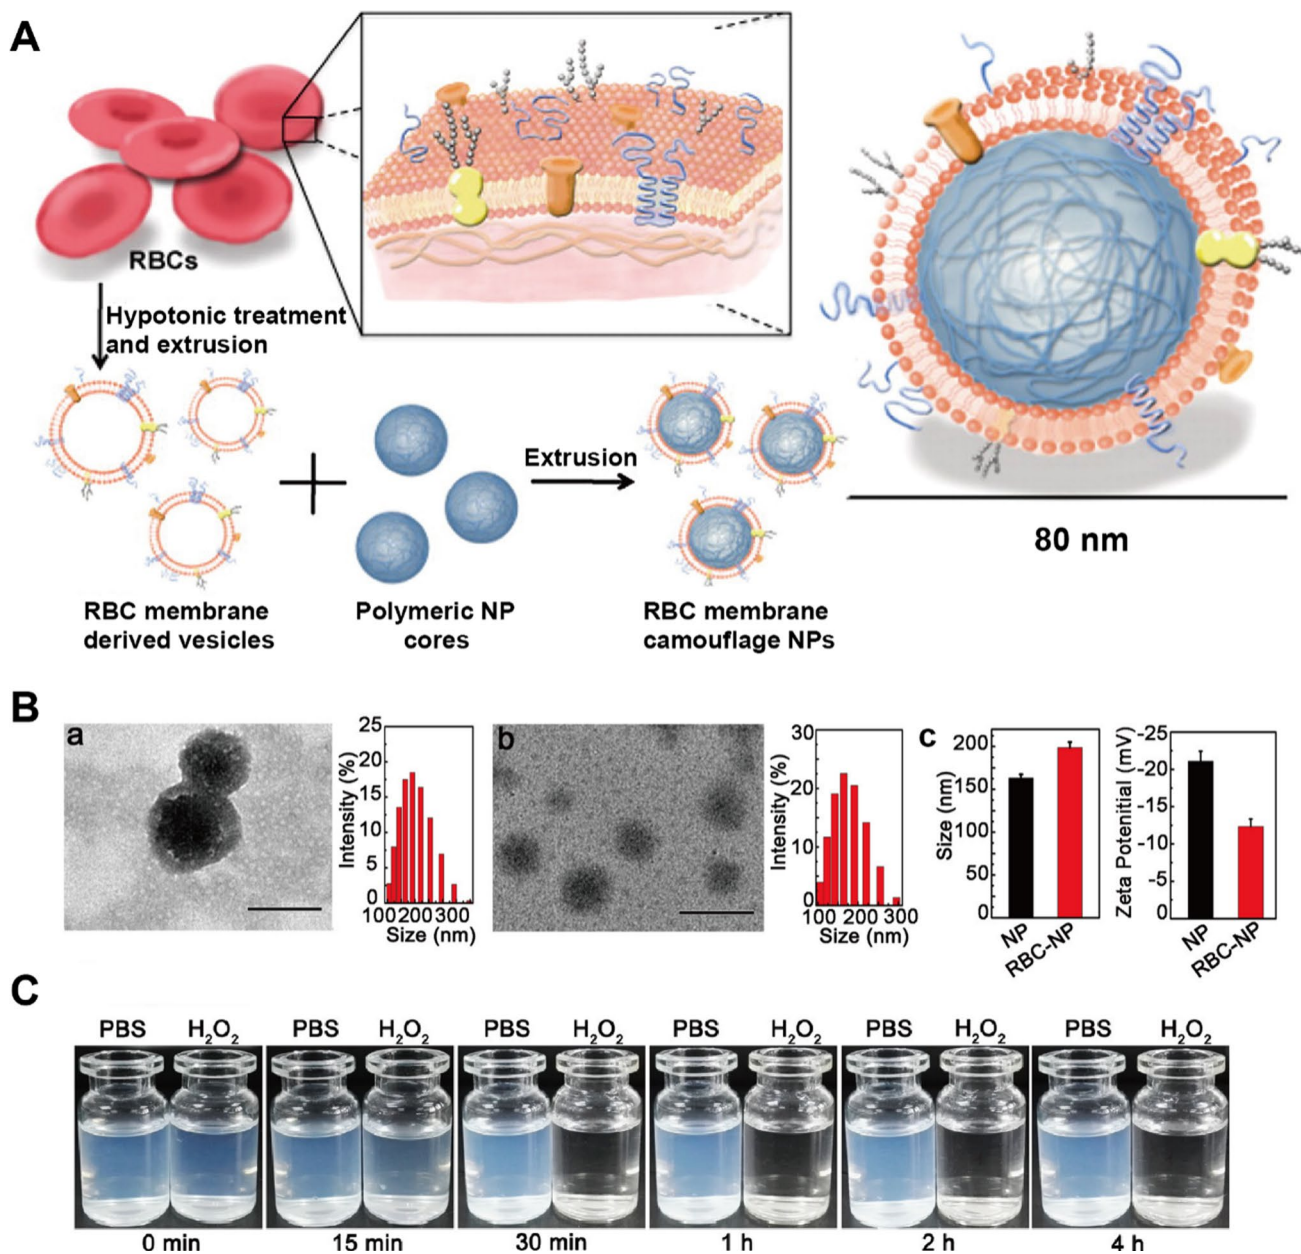 A
RBCs
Hypotonic treatment
and extrusion
Extrusion
80 nm
RBC membrane
derived vesicles
Polymeric NP
cores
RBC membrane
camouflage NPs
B
a
25
20
15
10
5
0
Intensity (%)
100 200 300
Size (nm)
b
30
20
10
0
Intensity (%)
100 200 300
Size (nm)
c
200
150
100
50
0
Size (nm)
NP
RBC-NP
-25
-20
-15
-10
-5
0
Zeta Potenitial (mV)
NP
RBC-NP
C
PBS H₂O₂ PBS H₂O₂ PBS H₂O₂ PBS H₂O₂ PBS H₂O₂ PBS H₂O₂
0 min 15 min 30 min 1 h 2 h 4 h